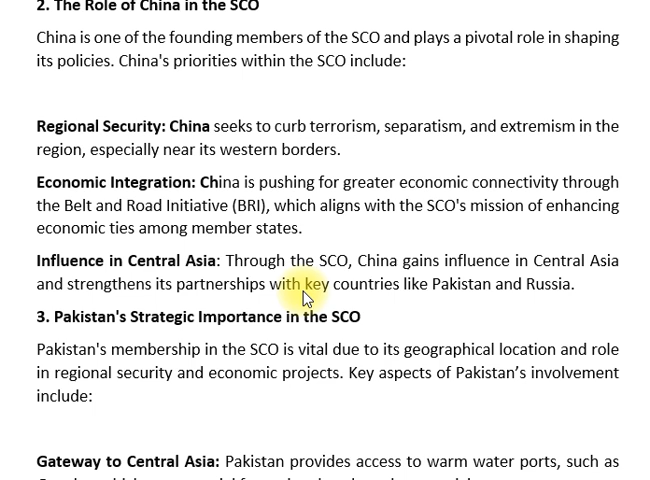 2. The Role of China in the SCO
China is one of the founding members of the SCO and plays a pivotal role in shaping
its policies. China's priorities within the SCO include:
Regional Security: China seeks to curb terrorism, separatism, and extremism in the
region, especially near its western borders.
Economic Integration: China is pushing for greater economic connectivity through
the Belt and Road Initiative (BRI), which aligns with the SCO's mission of enhancing
economic ties among member states.
Influence in Central Asia: Through the SCO, China gains influence in Central Asia
and strengthens its partnerships with key countries like Pakistan and Russia.
3. Pakistan's Strategic Importance in the SCO
Pakistan's membership in the SCO is vital due to its geographical location and role
in regional security and economic projects. Key aspects of Pakistan’s involvement
include:
Gateway to Central Asia: Pakistan provides access to warm water ports, such as